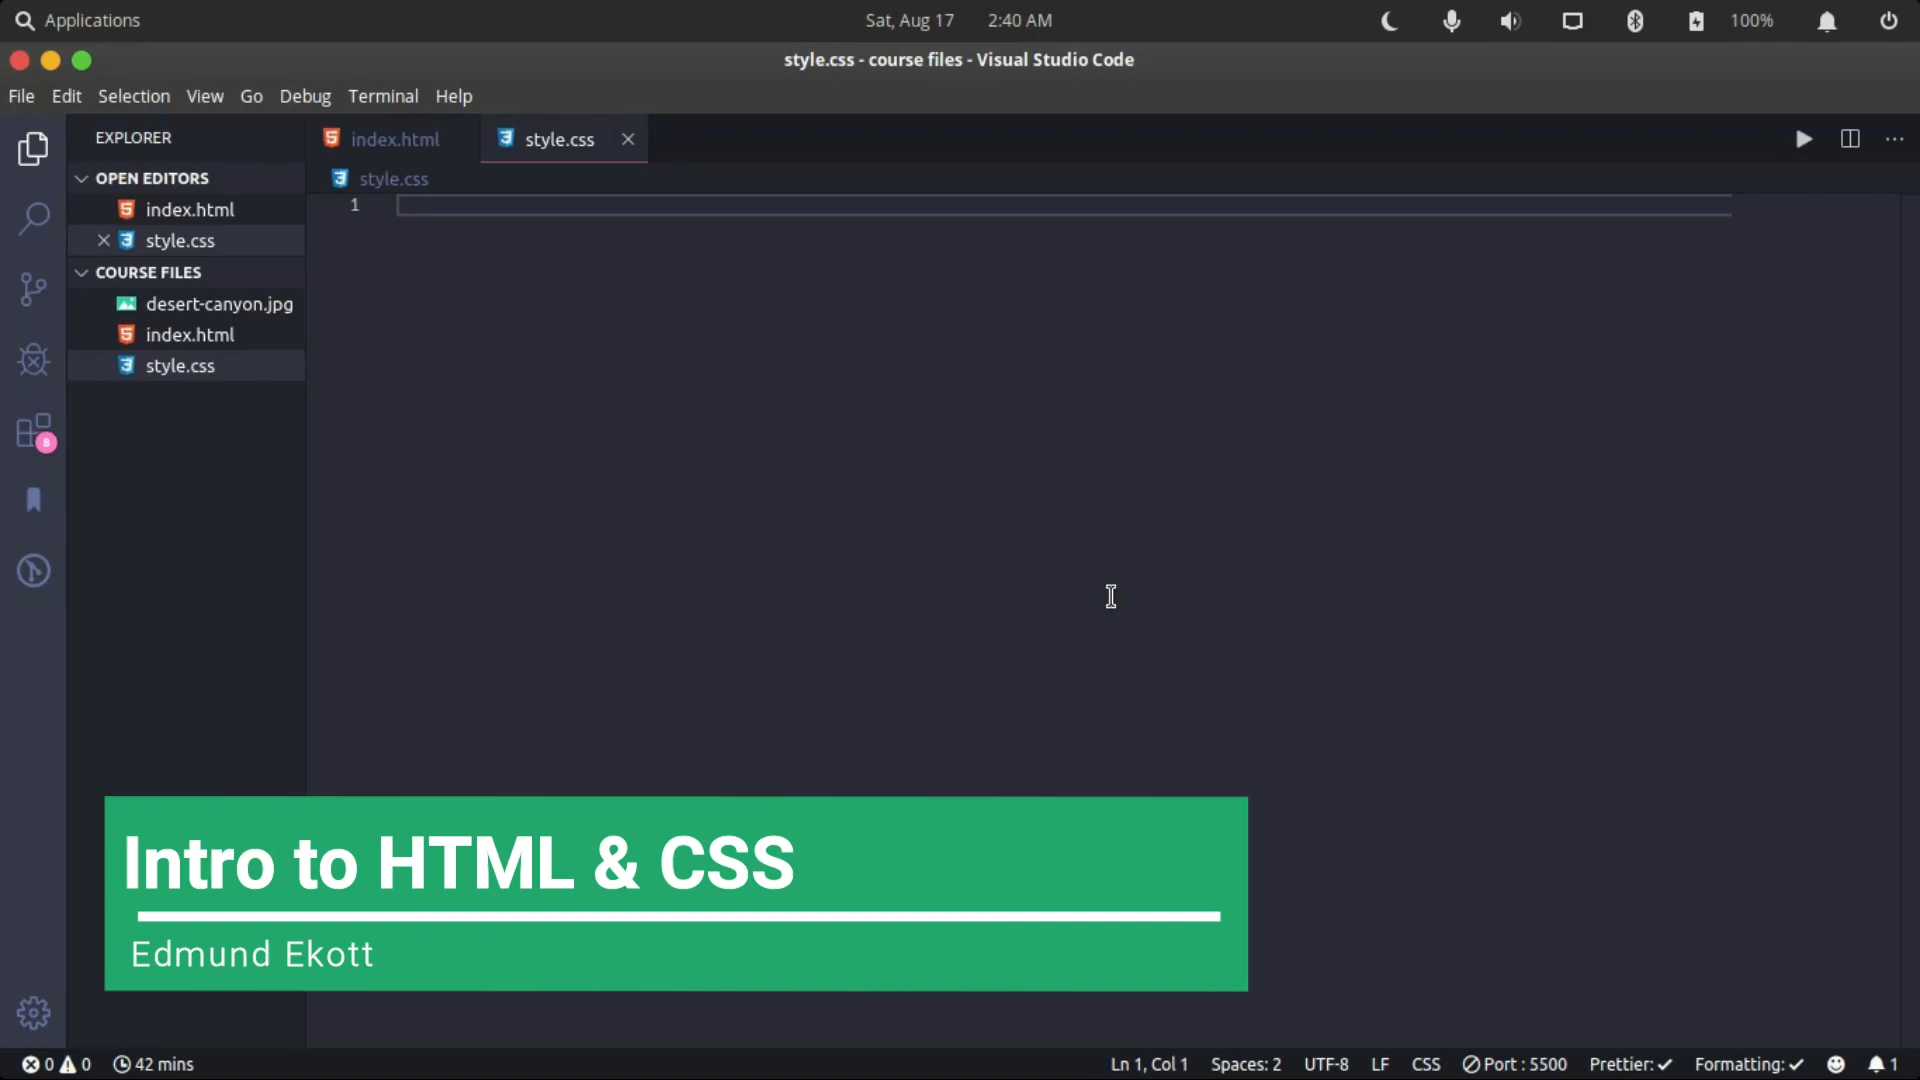 Applications
Sat, Aug 17 2:40 AM
100%
style.css - course files - Visual Studio Code
File Edit Selection View Go Debug Terminal Help
EXPLORER
index.html
style.css
OPEN EDITORS
style.css
1
index.html
style.css
COURSE FILES
desert-canyon.jpg
index.html
style.css
8
Intro to HTML & CSS
Edmund Ekott
0 0 42 mins
Ln 1, Col 1 Spaces: 2 UTF-8 LF CSS Port : 5500 Prettier: Formatting: 1